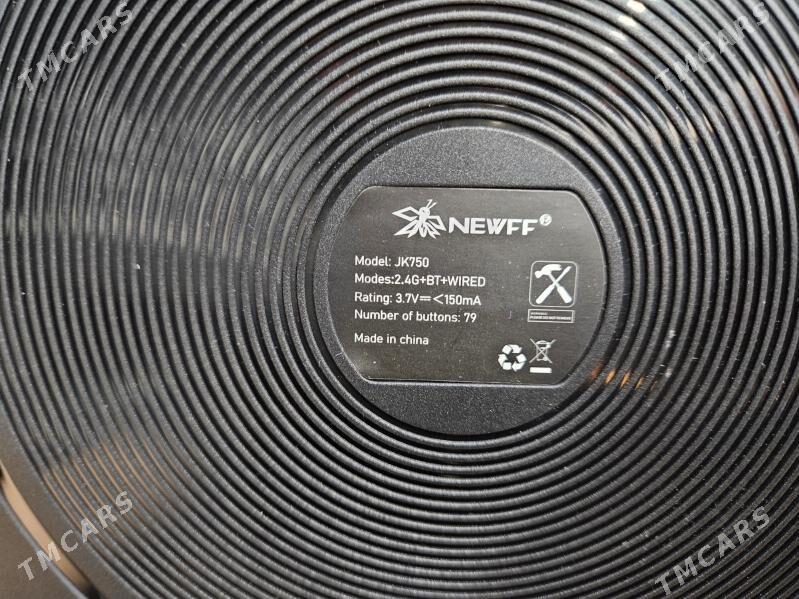 TMCARS
TMCARS
NEWFF®
Model: JK750
Modes:2.4G+BT+WIRED
Rating: 3.7V⎓<150mA
Number of buttons: 79
Made in china
TMCARS
TMCARS